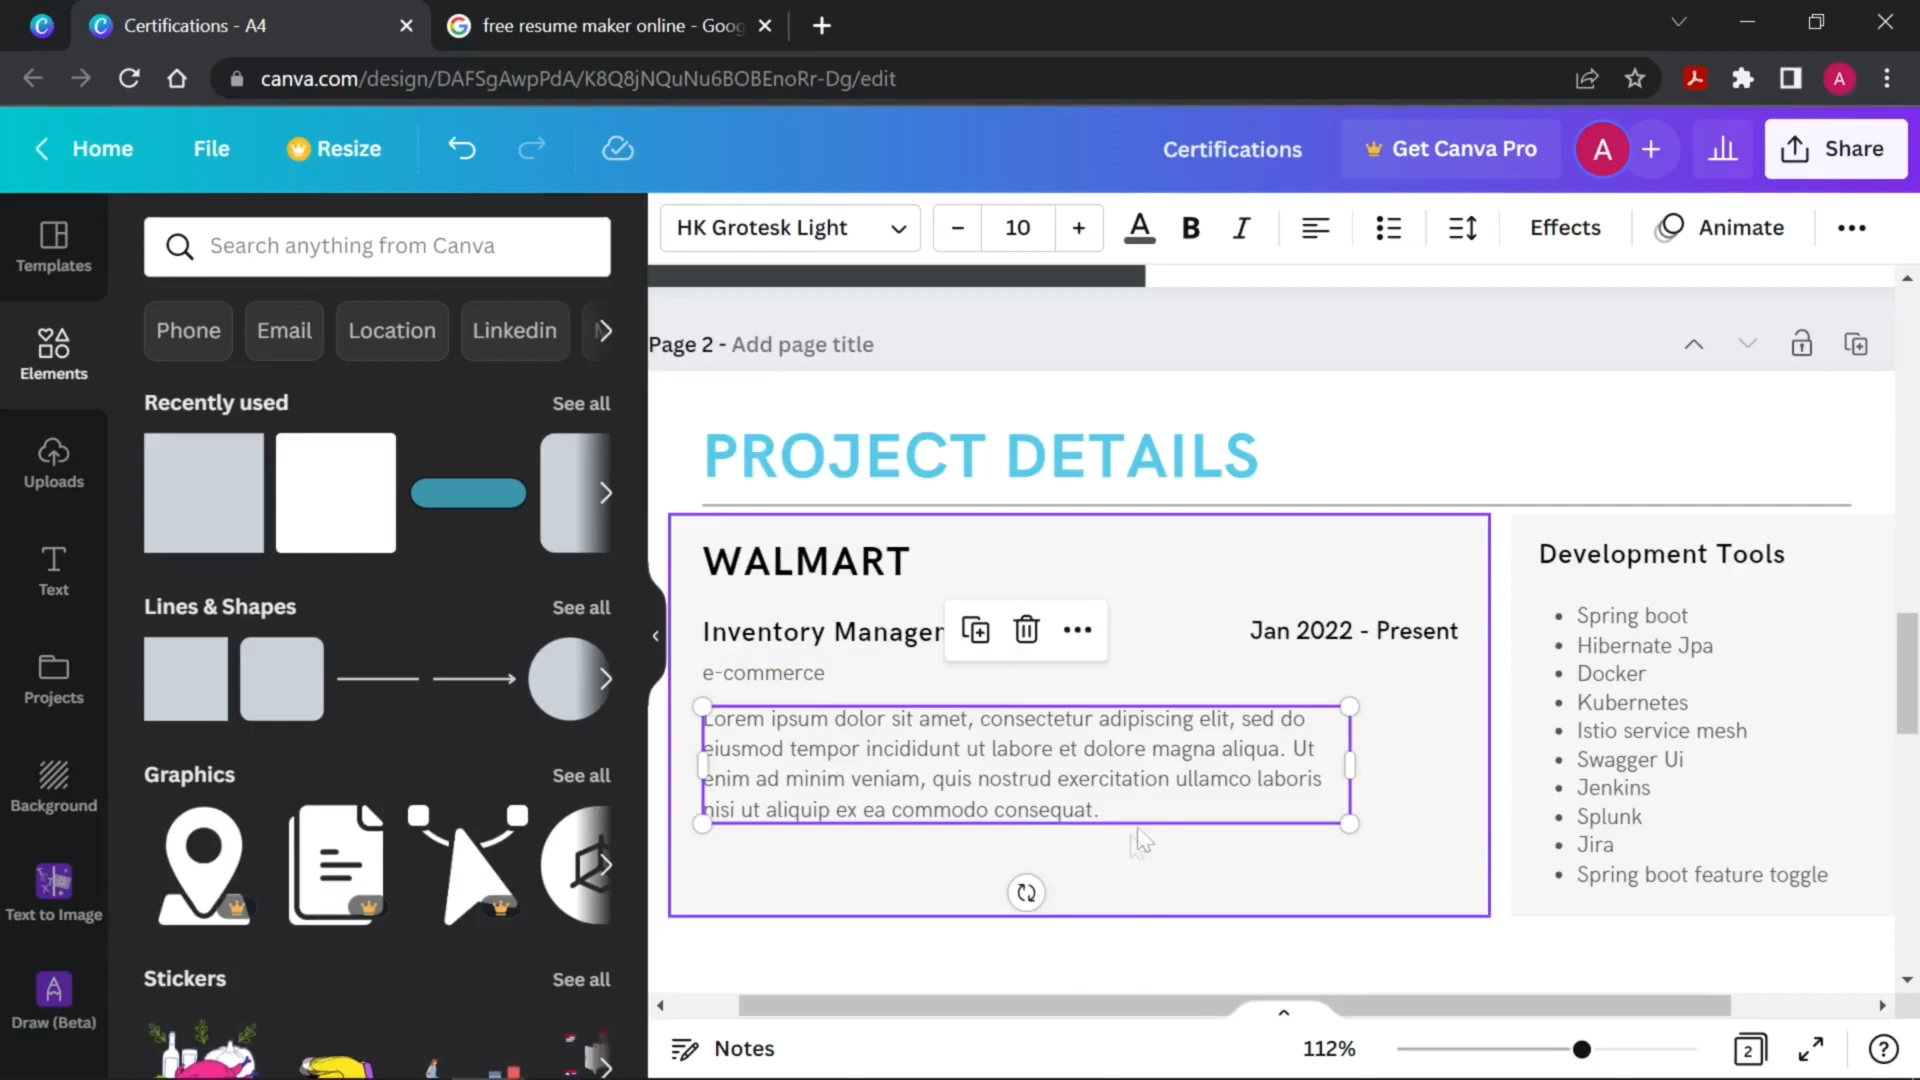 Certifications - A4
free resume maker online - Goog
canva.com/design/DAFSgAwpPdA/K8Q8jNQuNu6BOBEnoRr-Dg/edit
A
Home
File
Resize
Certifications
Get Canva Pro
A
Share
Templates
Elements
Uploads
Text
Projects
Background
Text to Image
Draw (Beta)
Search anything from Canva
Phone
Email
Location
Linkedin
Recently used
See all
Lines & Shapes
See all
Graphics
See all
Stickers
See all
HK Grotesk Light
- 10 +
A B I
Effects
Animate
Page 2 - Add page title
PROJECT DETAILS
WALMART
Inventory Manager
Jan 2022 - Present
e-commerce
Lorem ipsum dolor sit amet, consectetur adipiscing elit, sed do
eiusmod tempor incididunt ut labore et dolore magna aliqua. Ut
enim ad minim veniam, quis nostrud exercitation ullamco laboris
nisi ut aliquip ex ea commodo consequat.
Development Tools
Spring boot
Hibernate Jpa
Docker
Kubernetes
Istio service mesh
Swagger Ui
Jenkins
Splunk
Jira
Spring boot feature toggle
Notes
112%
2
?